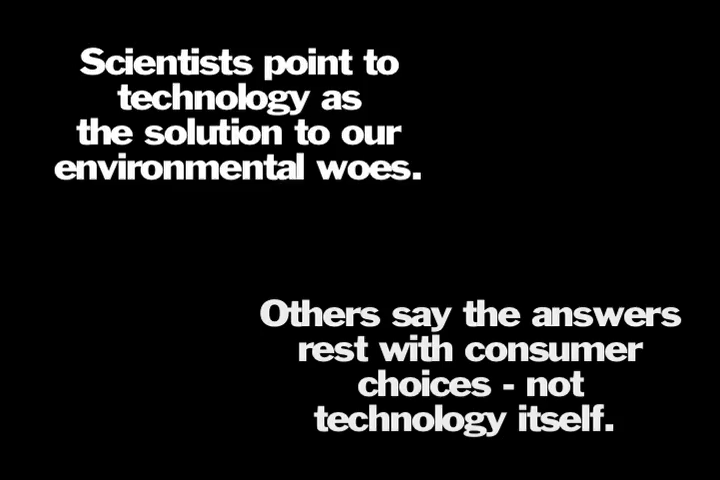 Scientists point to
technology as
the solution to our
environmental woes.
Others say the answers
rest with consumer
choices - not
technology itself.